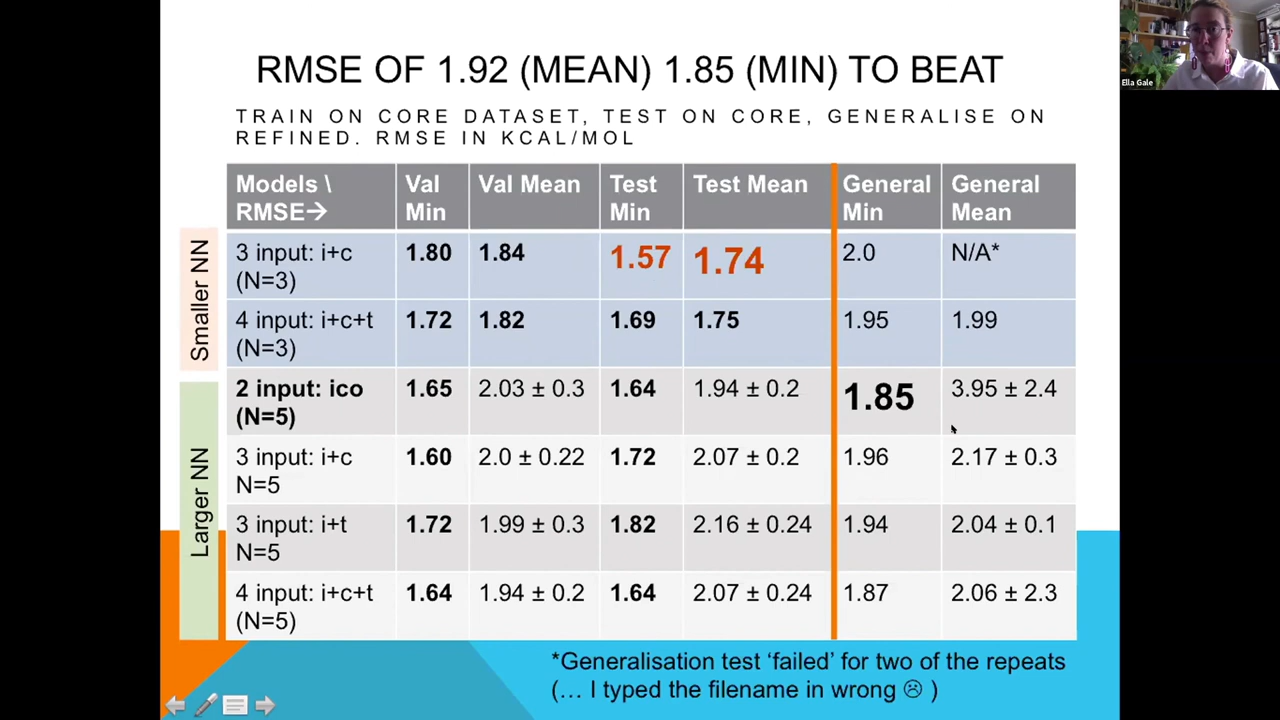 RMSE OF 1.92 (MEAN) 1.85 (MIN) TO BEAT
TRAIN ON CORE DATASET, TEST ON CORE, GENERALISE ON
REFINED. RMSE IN KCAL/MOL
Models \ RMSE→ Val Min Val Mean Test Min Test Mean General Min General Mean
Smaller NN
3 input: i+c (N=3) 1.80 1.84 1.57 1.74 2.0 N/A*
4 input: i+c+t (N=3) 1.72 1.82 1.69 1.75 1.95 1.99
Larger NN
2 input: ico (N=5) 1.65 2.03 ± 0.3 1.64 1.94 ± 0.2 1.85 3.95 ± 2.4
3 input: i+c N=5 1.60 2.0 ± 0.22 1.72 2.07 ± 0.2 1.96 2.17 ± 0.3
3 input: i+t N=5 1.72 1.99 ± 0.3 1.82 2.16 ± 0.24 1.94 2.04 ± 0.1
4 input: i+c+t (N=5) 1.64 1.94 ± 0.2 1.64 2.07 ± 0.24 1.87 2.06 ± 2.3
*Generalisation test ‘failed’ for two of the repeats
(… I typed the filename in wrong ☹ )
Ella Gale